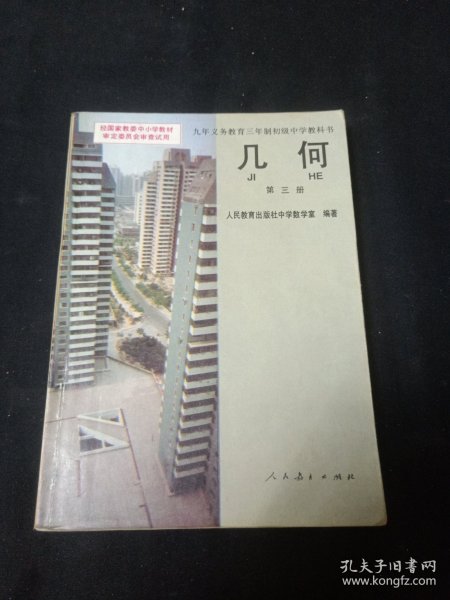 经国家教委中小学教材
审定委员会审查试用
九年义务教育三年制初级中学教科书
几何
JI HE
第三册
人民教育出版社中学数学室 编著
人民教育出版社
孔夫子旧书网
www.kongfz.com